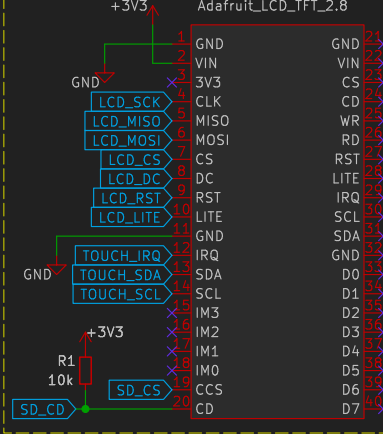 +3V3 Adafruit_LCD_TFT_2.8
1 GND GND 21
2 VIN VIN 22
GND 3 3V3 CS 23
LCD_SCK 4 CLK CD 24
LCD_MISO 5 MISO WR 25
LCD_MOSI 6 MOSI RD 26
LCD_CS 7 CS RST 27
LCD_DC 8 DC LITE 28
LCD_RST 9 RST IRQ 29
LCD_LITE 10 LITE SCL 30
11 GND SDA 31
TOUCH_IRQ 12 IRQ GND 32
GND TOUCH_SDA 13 SDA D0 33
TOUCH_SCL 14 SCL D1 34
15 IM3 D2 35
+3V3 16 IM2 D3 36
R1 17 IM1 D4 37
10k 18 IM0 D5 38
SD_CS 19 CCS D6 39
SD_CD 20 CD D7 40